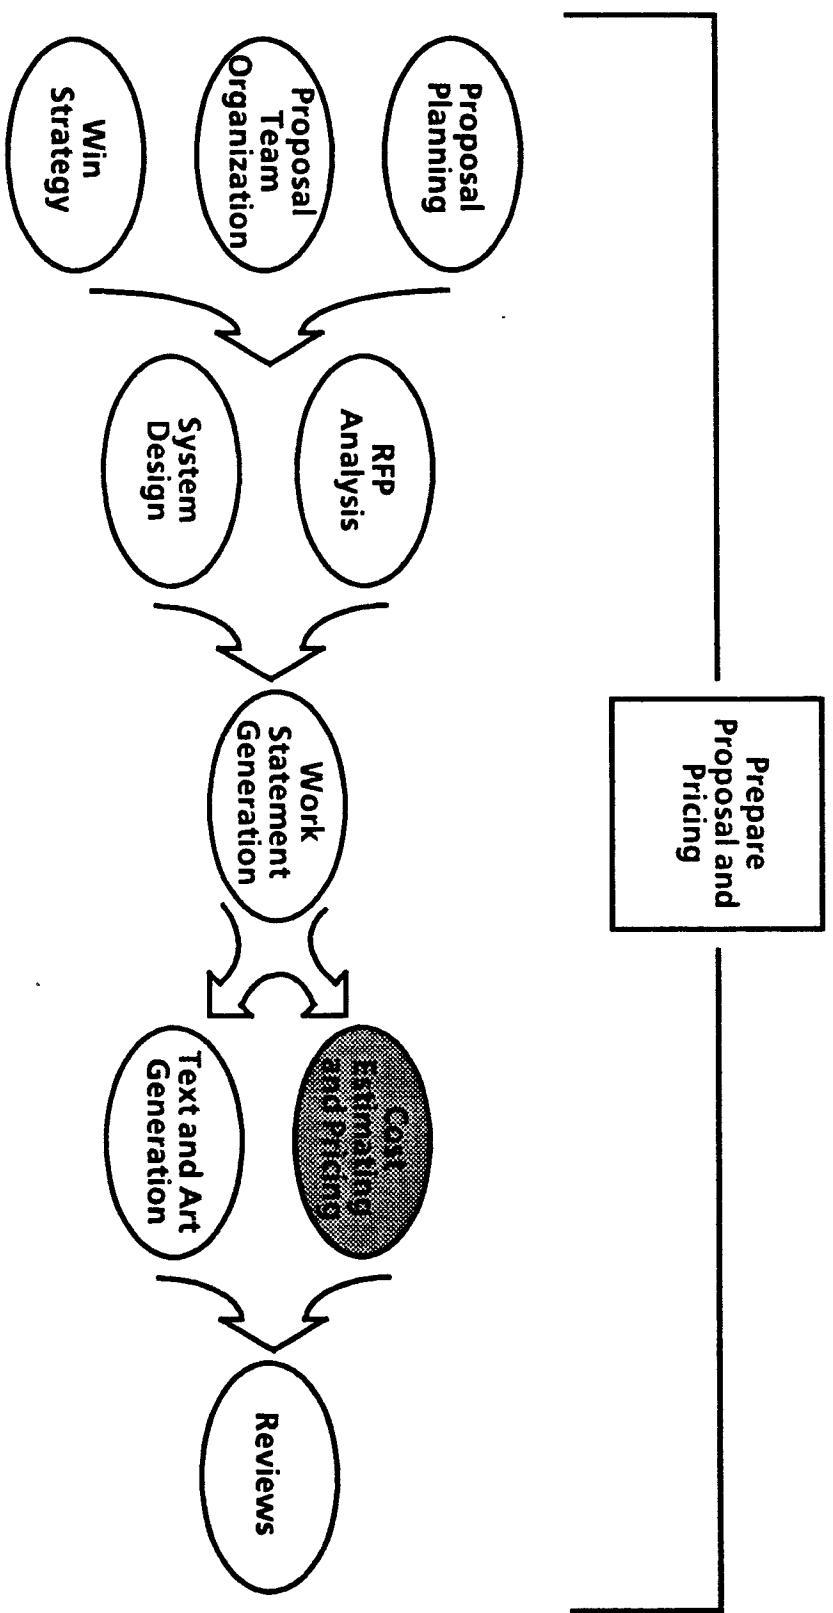 Prepare
Proposal and
Pricing
Proposal
Planning
Proposal
Team
Organization
Win
Strategy
RFP
Analysis
System
Design
Work
Statement
Generation
Cost
Estimating
and Pricing
Text and Art
Generation
Reviews